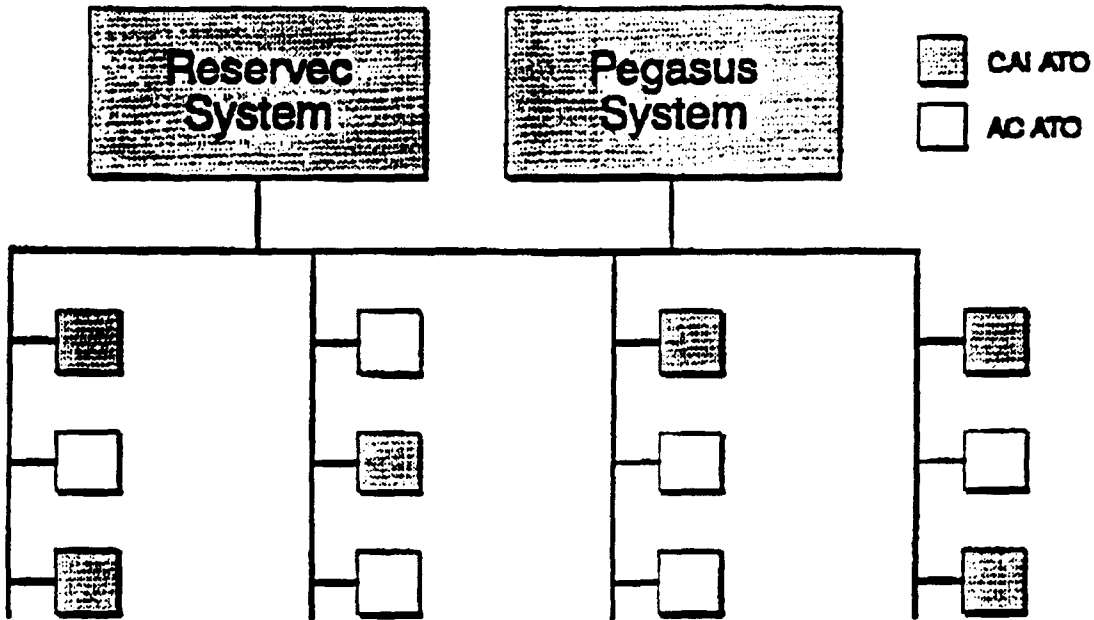 Reservec
System
Pegasus
System
CAI ATO
AC ATO